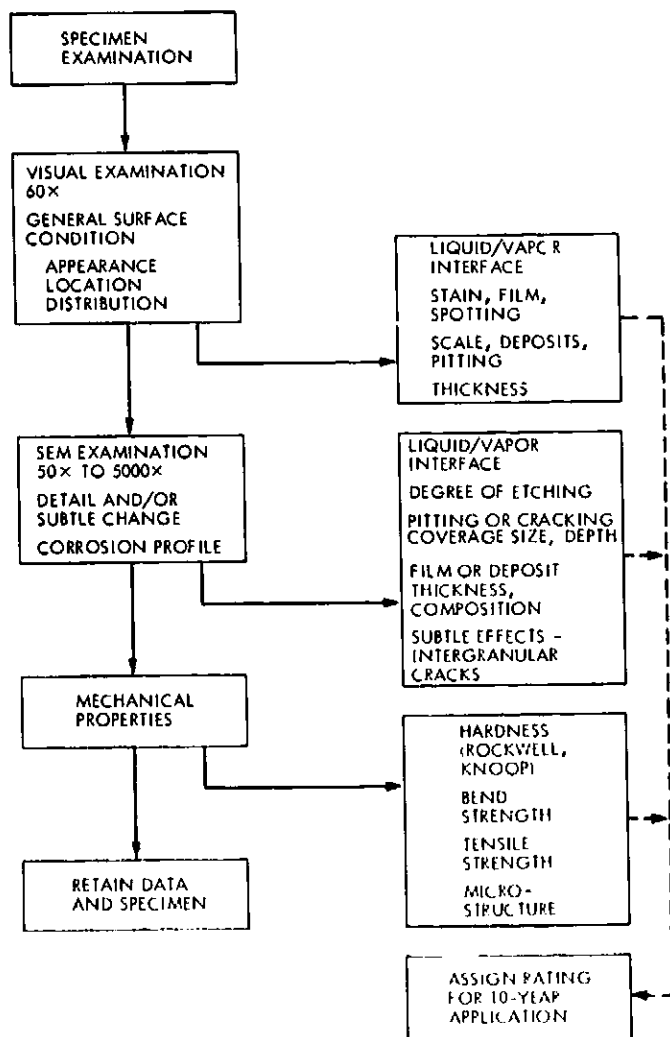 SPECIMEN
EXAMINATION
VISUAL EXAMINATION
60×
GENERAL SURFACE
CONDITION
APPEARANCE
LOCATION
DISTRIBUTION
LIQUID/VAPOR
INTERFACE
STAIN, FILM,
SPOTTING
SCALE, DEPOSITS,
PITTING
THICKNESS
SEM EXAMINATION
50× TO 5000×
DETAIL AND/OR
SUBTLE CHANGE
CORROSION PROFILE
LIQUID/VAPOR
INTERFACE
DEGREE OF ETCHING
PITTING OR CRACKING
COVERAGE SIZE, DEPTH
FILM OR DEPOSIT
THICKNESS,
COMPOSITION
SUBTLE EFFECTS -
INTERGRANULAR
CRACKS
MECHANICAL
PROPERTIES
HARDNESS
(ROCKWELL,
KNOOP)
BEND
STRENGTH
TENSILE
STRENGTH
MICRO-
STRUCTURE
RETAIN DATA
AND SPECIMEN
ASSIGN RATING
FOR 10-YEAR
APPLICATION